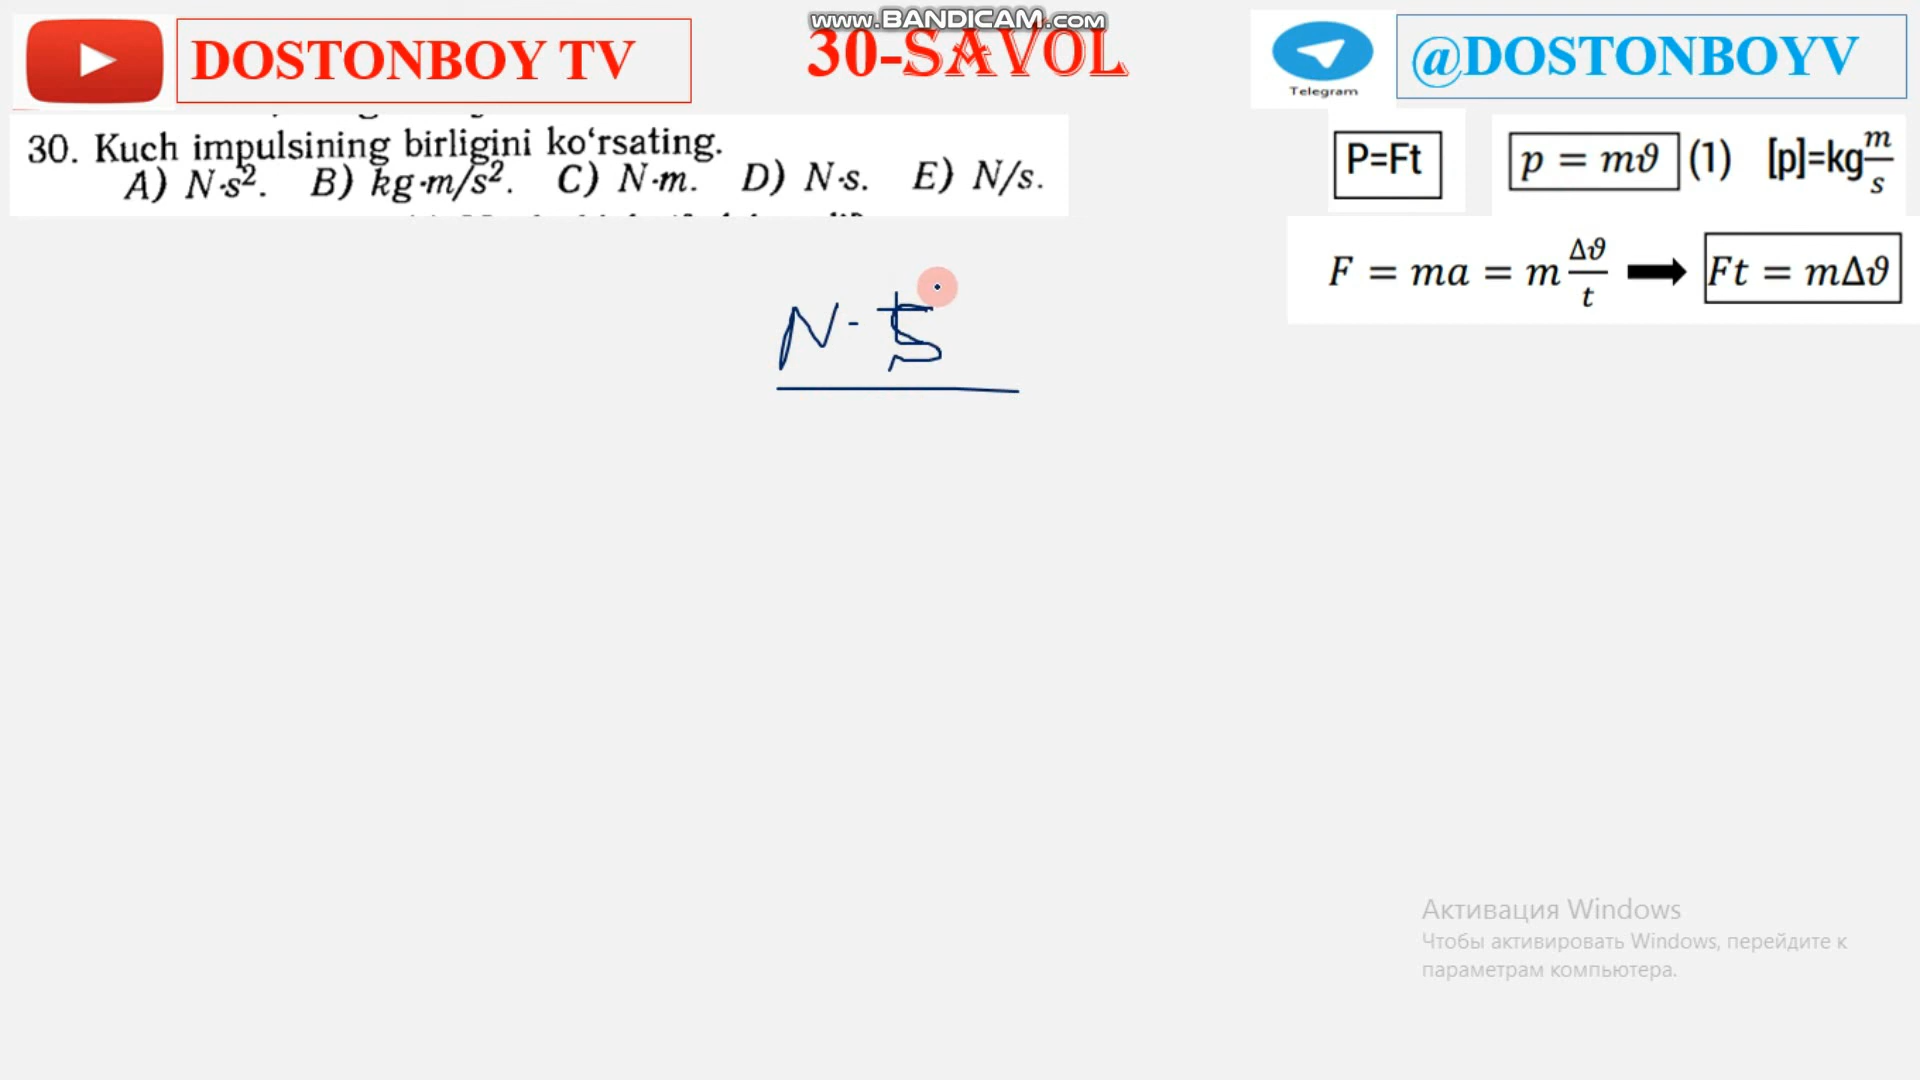 www.BANDICAM.com
DOSTONBOY TV
30-SAVOL
Telegram
@DOSTONBOYV
30. Kuch impulsining birligini ko‘rsating.
A) N·s². B) kg·m/s². C) N·m. D) N·s. E) N/s.
P=Ft
p = mϑ (1) [p]=kg m/s
F = ma = m Δϑ/t ➡ Ft = mΔϑ
N · S
Активация Windows
Чтобы активировать Windows, перейдите к
параметрам компьютера.